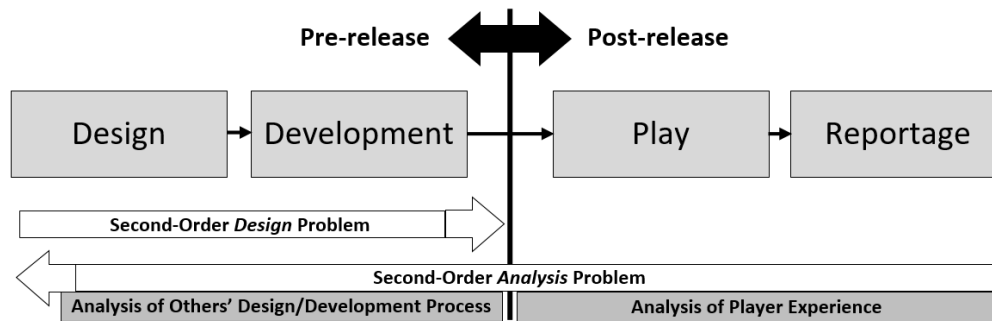 Pre-release
Post-release
Design
Development
Play
Reportage
Second-Order Design Problem
Second-Order Analysis Problem
Analysis of Others' Design/Development Process
Analysis of Player Experience